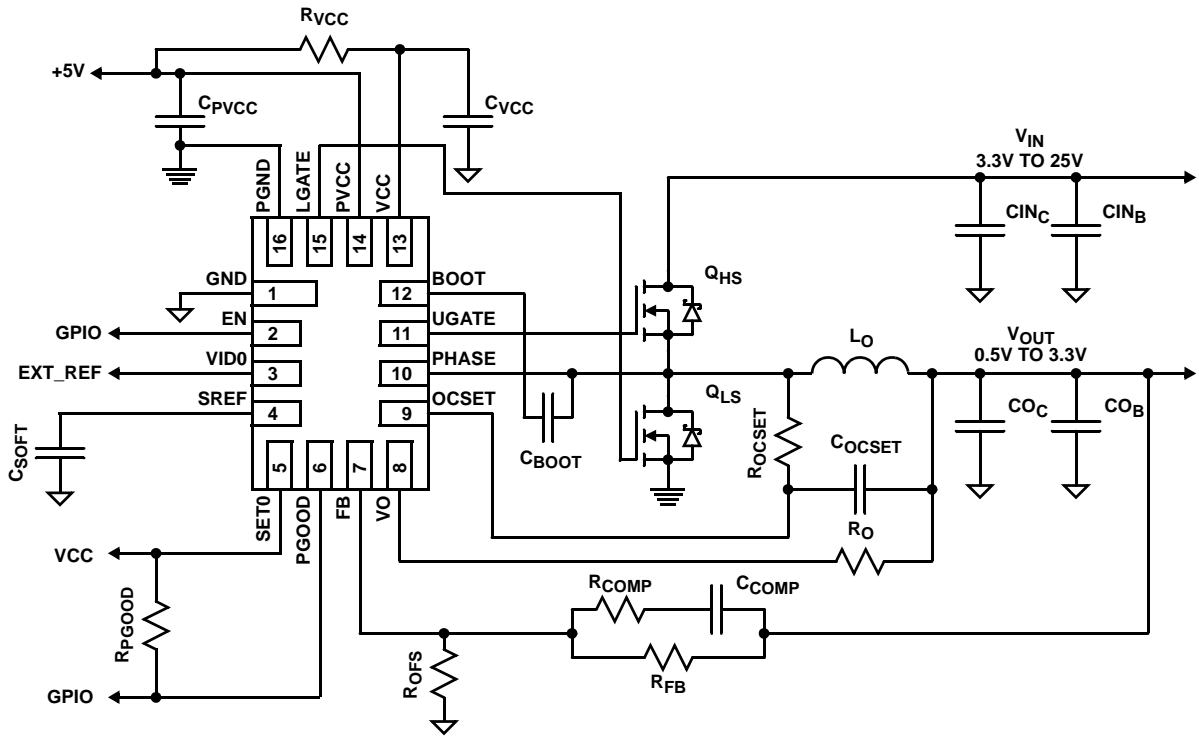 RVCC
+5V
CPVCC
CVCC
VIN
3.3V TO 25V
PGND
LGATE
PVCC
VCC
CINC
CINB
16
15
14
13
QHS
GND
1
12
BOOT
EN
GPIO
2
11
UGATE
LO
VOUT
0.5V TO 3.3V
VID0
EXT_REF
3
10
PHASE
SREF
4
9
OCSET
QLS
COC
COB
CSOFT
5
6
7
8
CBOOT
ROCSET
COCSET
SET0
PGOOD
FB
VO
RO
VCC
RPGOOD
RCOMP
CCOMP
ROFS
RFB
GPIO